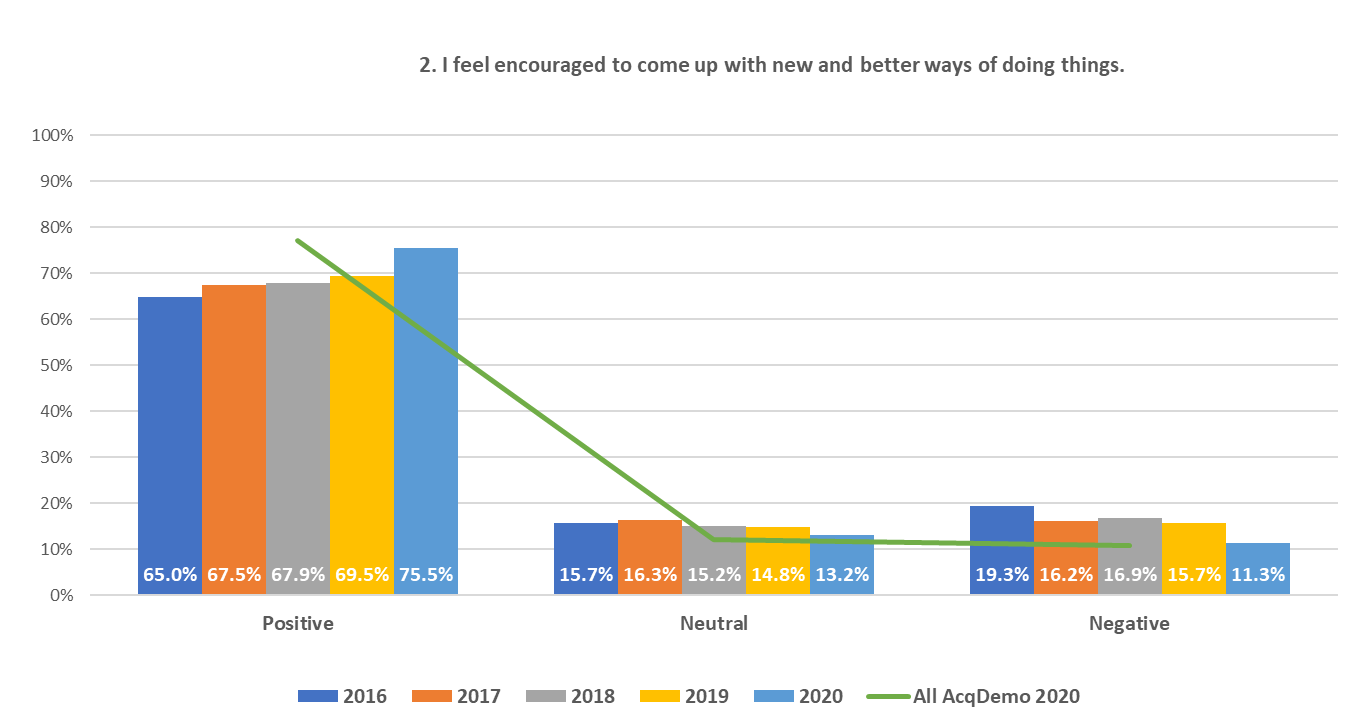 2. I feel encouraged to come up with new and better ways of doing things.
100%
90%
80%
70%
60%
50%
40%
30%
20%
10%
0%
65.0% 67.5% 67.9% 69.5% 75.5% 15.7% 16.3% 15.2% 14.8% 13.2% 19.3% 16.2% 16.9% 15.7% 11.3%
Positive Neutral Negative
2016 2017 2018 2019 2020 All AcqDemo 2020